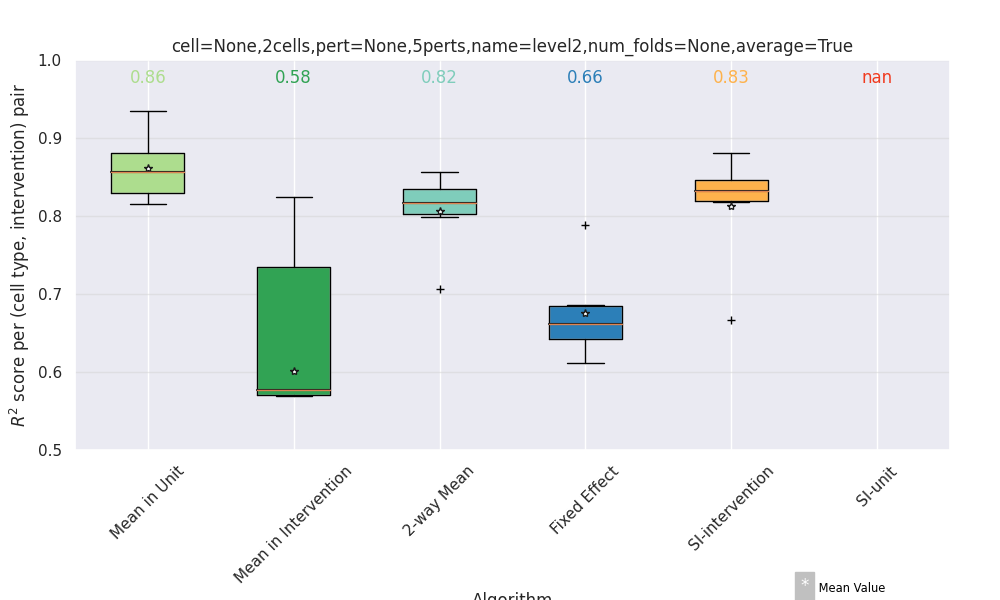 cell=None,2cells,pert=None,5perts,name=level2,num_folds=None,average=True
1.0
0.9
0.8
0.7
0.6
0.5
R² score per (cell type, intervention) pair
0.86 0.58 0.82 0.66 0.83 nan
Mean in Unit
Mean in Intervention
2-way Mean
Fixed Effect
SI-intervention
SI-unit
Algorithm
* Mean Value